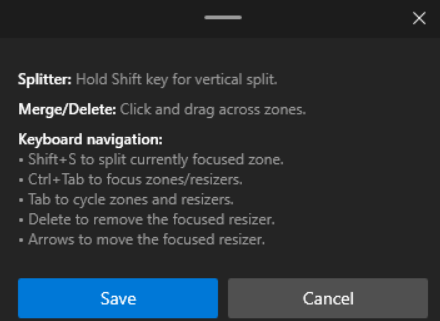 Splitter: Hold Shift key for vertical split.
Merge/Delete: Click and drag across zones.
Keyboard navigation:
• Shift+S to split currently focused zone.
• Ctrl+Tab to focus zones/resizers.
• Tab to cycle zones and resizers.
• Delete to remove the focused resizer.
• Arrows to move the focused resizer.
Save Cancel